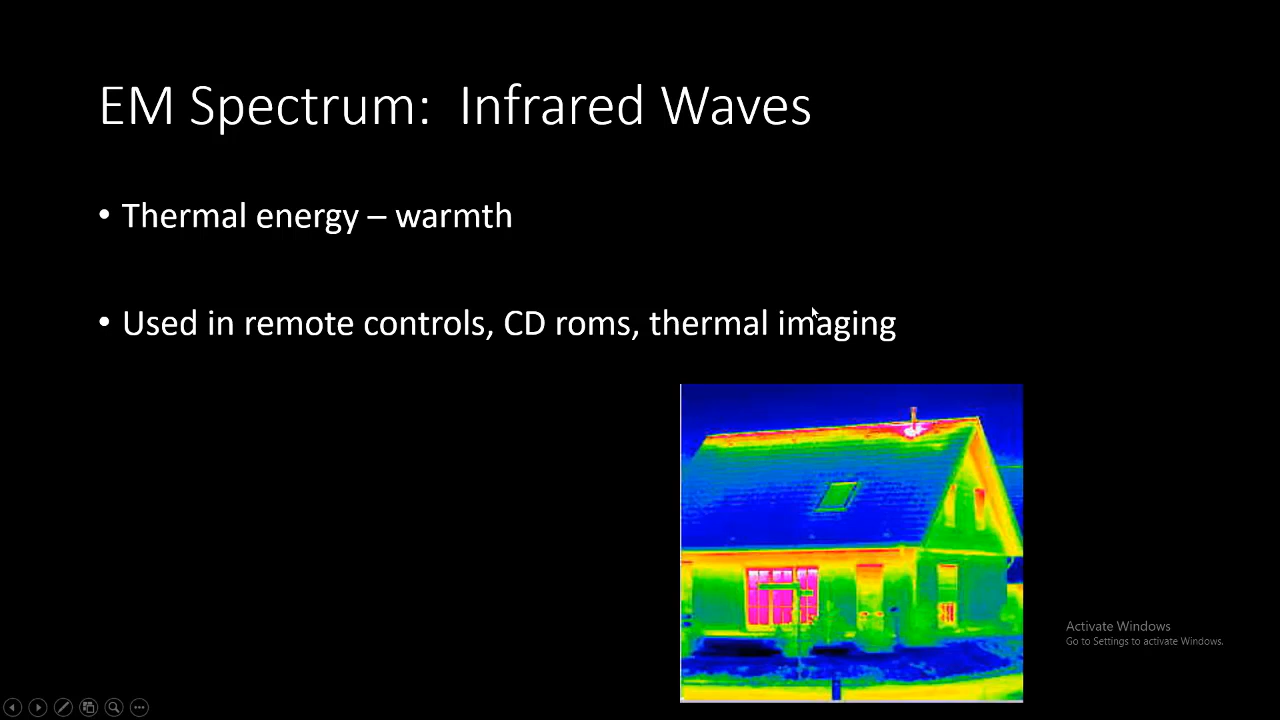 EM Spectrum:  Infrared Waves
• Thermal energy – warmth
• Used in remote controls, CD roms, thermal imaging
Activate Windows
Go to Settings to activate Windows.